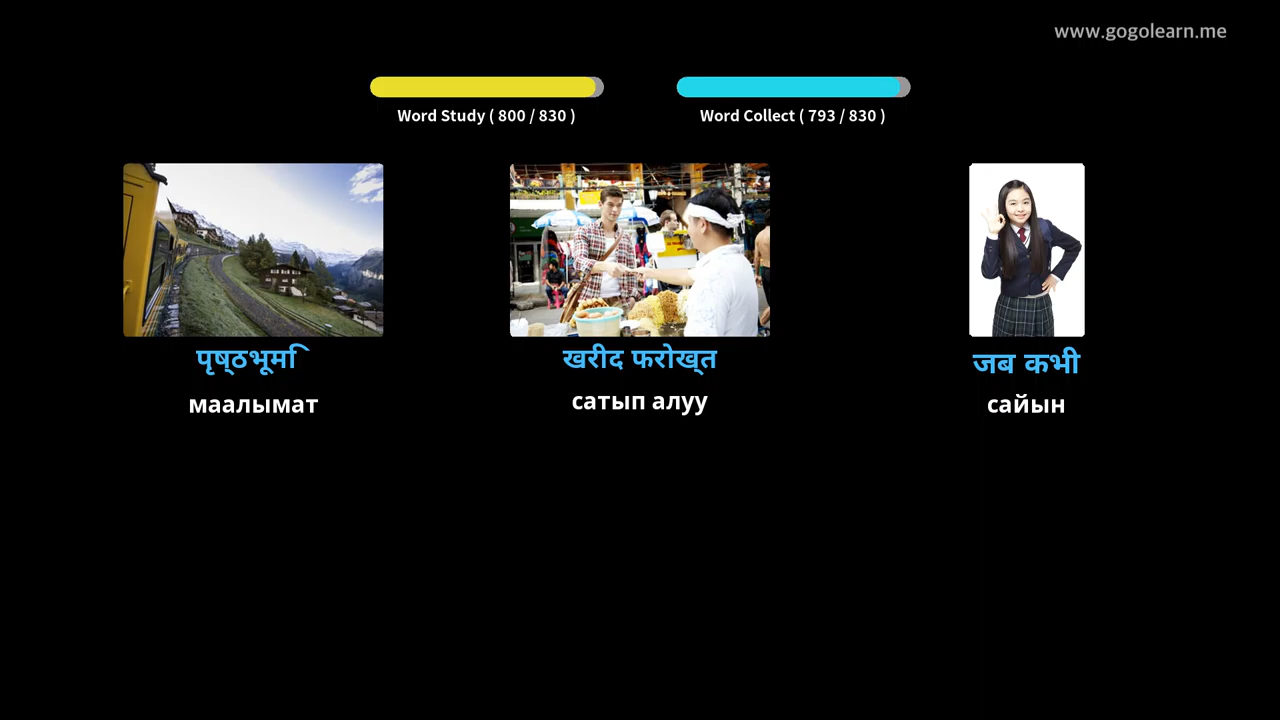 www.gogolearn.me
Word Study ( 800 / 830 )
Word Collect ( 793 / 830 )
पृष्ठभूमि
खरीद फरोख्त
जब कभी
маалымат
сатып алуу
сайын